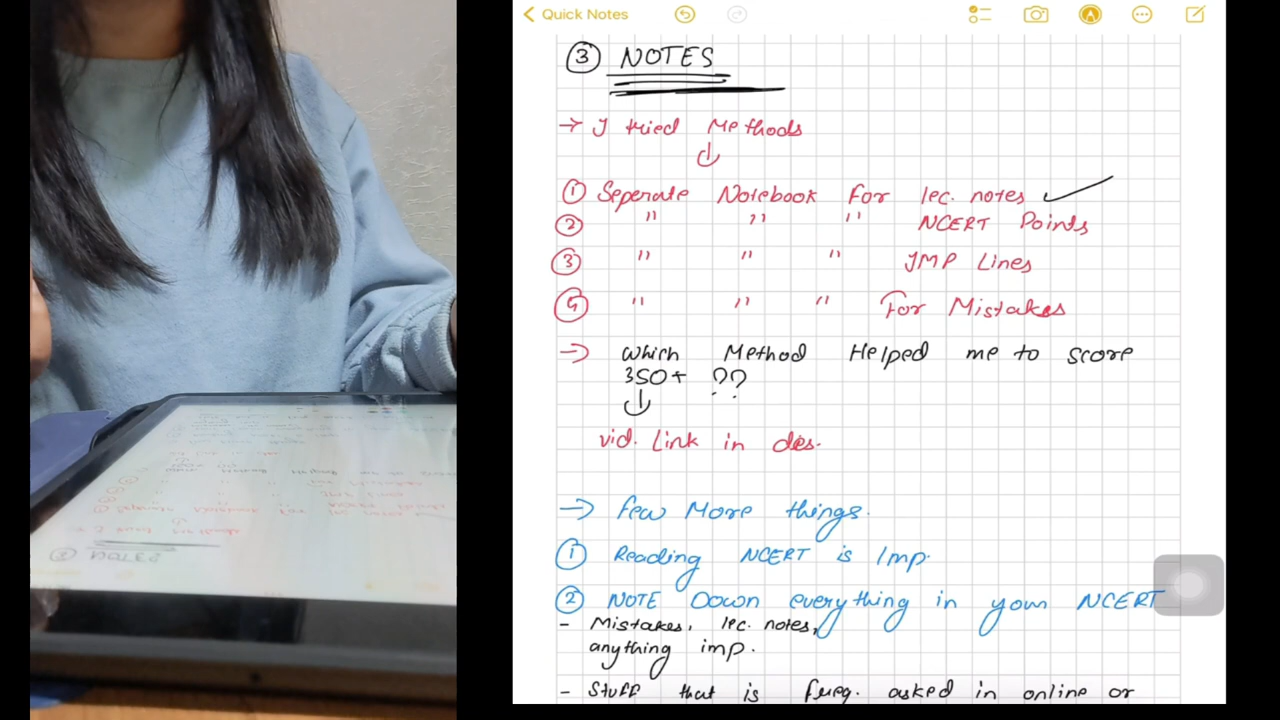 Quick Notes
3 NOTES
→ I tried Methods
↓
1 Seperate Notebook For lec. notes ✓
2 " " " NCERT Points
3 " " " IMP Lines
4 " " " For Mistakes
→ which Method Helped me to score
350+ ??
↓
vid. Link in des.
→ few More things.
1 Reading NCERT is Imp.
2 NOTE Down everything in your NCERT
- Mistakes, lec. notes,
anything imp.
- Stuff that is freq. asked in online or